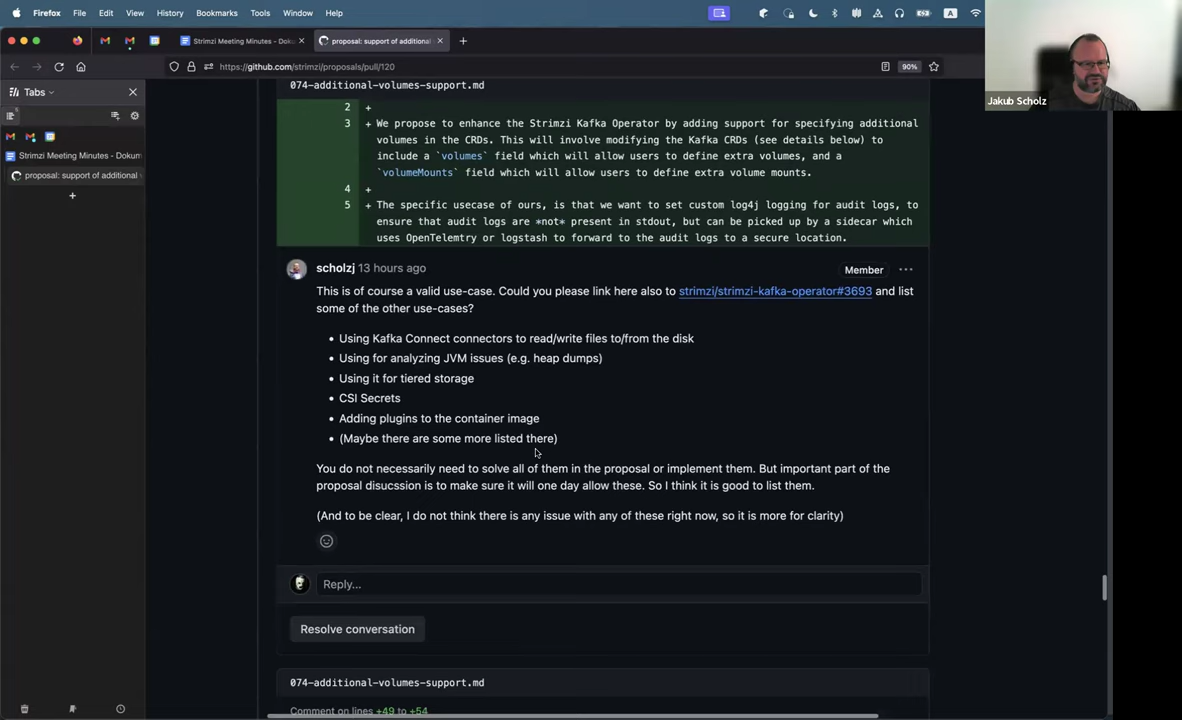 Firefox File Edit View History Bookmarks Tools Window Help
A
Strimzi Meeting Minutes - Doku
proposal: support of additional
https://github.com/strimzi/proposals/pull/120
90%
Tabs
Strimzi Meeting Minutes - Dokum
proposal: support of additional
Jakub Scholz
074-additional-volumes-support.md
2 +
3 + We propose to enhance the Strimzi Kafka Operator by adding support for specifying additional
volumes in the CRDs. This will involve modifying the Kafka CRDs (see details below) to
include a `volumes` field which will allow users to define extra volumes, and a
`volumeMounts` field which will allow users to define extra volume mounts.
4 +
5 + The specific usecase of ours, is that we want to set custom log4j logging for audit logs, to
ensure that audit logs are *not* present in stdout, but can be picked up by a sidecar which
uses OpenTelemtry or logstash to forward to the audit logs to a secure location.
scholzj 13 hours ago
Member
This is of course a valid use-case. Could you please link here also to strimzi/strimzi-kafka-operator#3693 and list
some of the other use-cases?
• Using Kafka Connect connectors to read/write files to/from the disk
• Using for analyzing JVM issues (e.g. heap dumps)
• Using it for tiered storage
• CSI Secrets
• Adding plugins to the container image
• (Maybe there are some more listed there)
You do not necessarily need to solve all of them in the proposal or implement them. But important part of the
proposal disucssion is to make sure it will one day allow these. So I think it is good to list them.
(And to be clear, I do not think there is any issue with any of these right now, so it is more for clarity)
Reply...
Resolve conversation
074-additional-volumes-support.md
Comment on lines +49 to +54